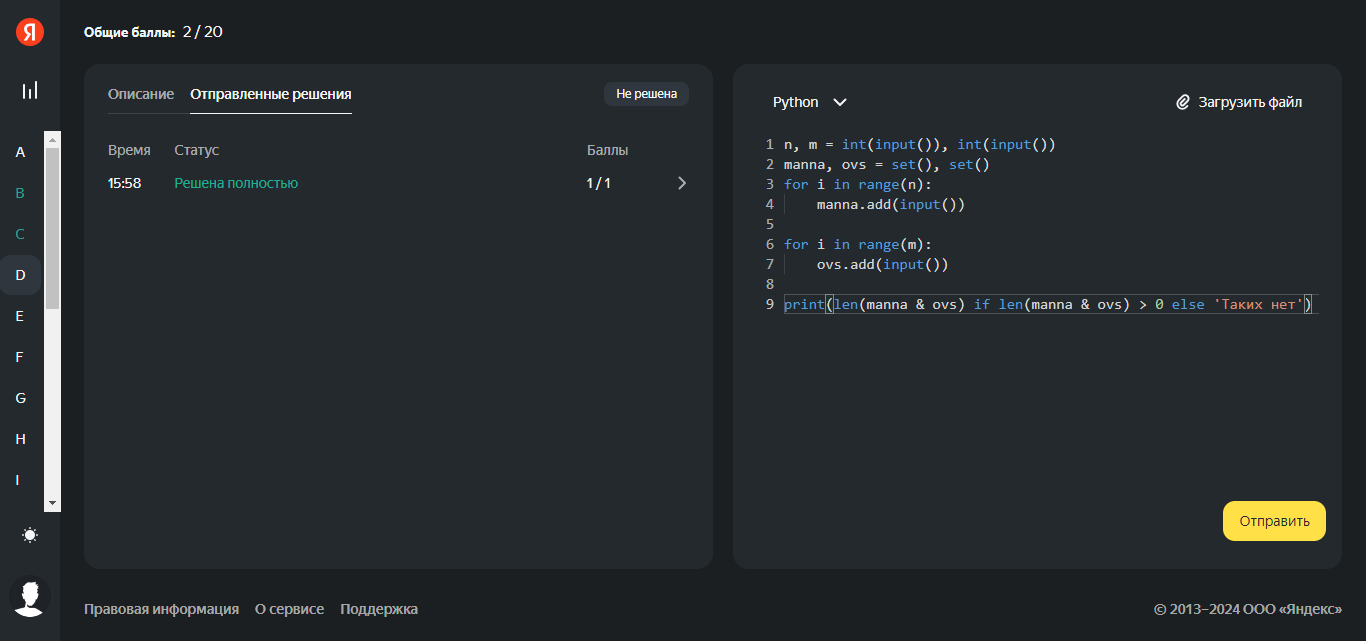 Я
Общие баллы: 2 / 20
A
B
C
D
E
F
G
H
I
Описание Отправленные решения Не решена
Время Статус Баллы
15:58 Решена полностью 1 / 1
Python Загрузить файл
1 n, m = int(input()), int(input())
2 manna, ovs = set(), set()
3 for i in range(n):
4 manna.add(input())
5
6 for i in range(m):
7 ovs.add(input())
8
9 print(len(manna & ovs) if len(manna & ovs) > 0 else 'Таких нет')
Отправить
Правовая информация О сервисе Поддержка © 2013–2024 ООО «Яндекс»